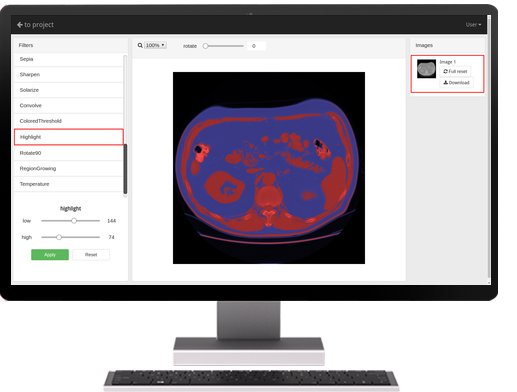 ← to project
User
Filters
Sepia
Sharpen
Solarize
Convolve
ColoredThreshold
Highlight
Rotate90
RegionGrowing
Temperature
highlight
low 144
high 74
Apply Reset
100% rotate 0
Images
Image 1
Full reset
Download